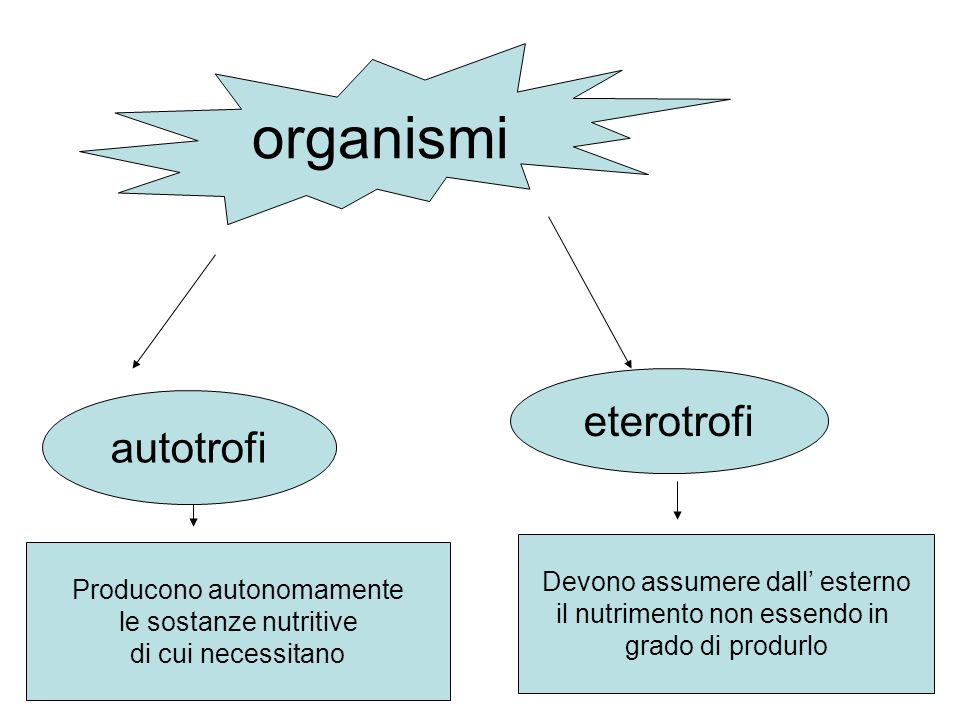 organismi
autotrofi
eterotrofi
Producono autonomamente
le sostanze nutritive
di cui necessitano
Devono assumere dall’ esterno
il nutrimento non essendo in
grado di produrlo